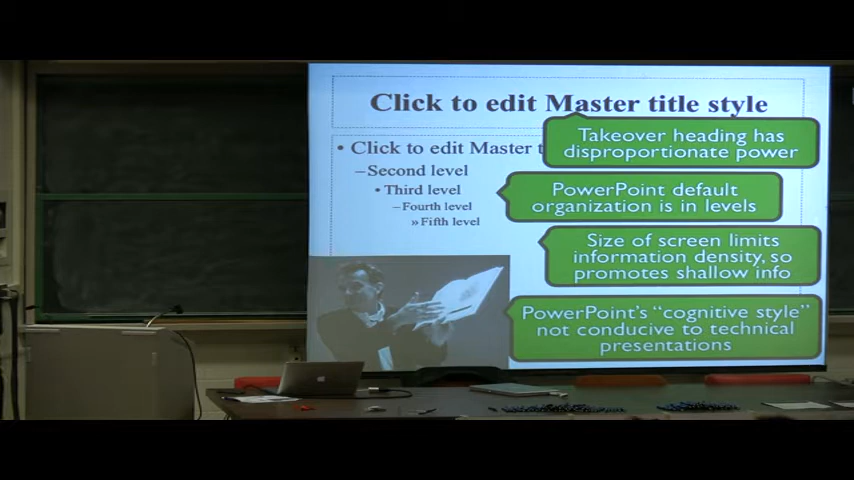 Click to edit Master title style
• Click to edit Master t
–Second level
• Third level
– Fourth level
» Fifth level
Takeover heading has
disproportionate power
PowerPoint default
organization is in levels
Size of screen limits
information density, so
promotes shallow info
PowerPoint's "cognitive style"
not conducive to technical
presentations